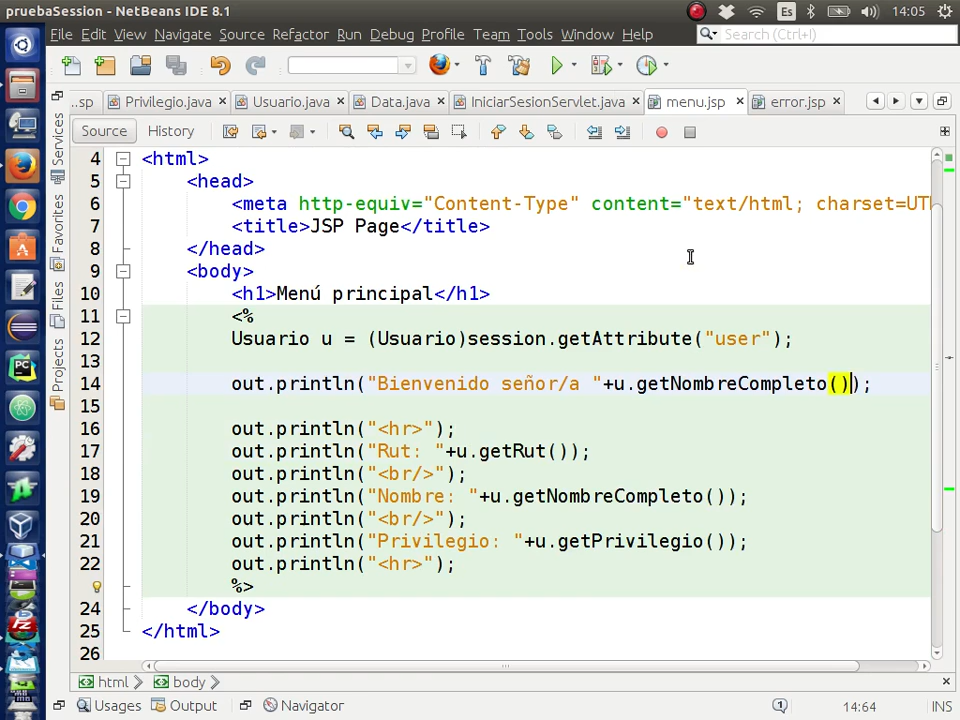 pruebaSession - NetBeans IDE 8.1
Es
14:05
File Edit View Navigate Source Refactor Run Debug Profile Team Tools Window Help
Search (Ctrl+I)
...sp Privilegio.java Usuario.java Data.java IniciarSesionServlet.java menu.jsp error.jsp
Source History
Services
Favorites
Files
Projects
4 <html>
5 <head>
6 <meta http-equiv="Content-Type" content="text/html; charset=UT
7 <title>JSP Page</title>
8 </head>
9 <body>
10 <h1>Menú principal</h1>
11 <%
12 Usuario u = (Usuario)session.getAttribute("user");
13
14 out.println("Bienvenido señor/a "+u.getNombreCompleto());
15
16 out.println("<hr>");
17 out.println("Rut: "+u.getRut());
18 out.println("<br/>");
19 out.println("Nombre: "+u.getNombreCompleto());
20 out.println("<br/>");
21 out.println("Privilegio: "+u.getPrivilegio());
22 out.println("<hr>");
%>
24 </body>
25 </html>
26
html body
Usages Output Navigator
1
14:64
INS